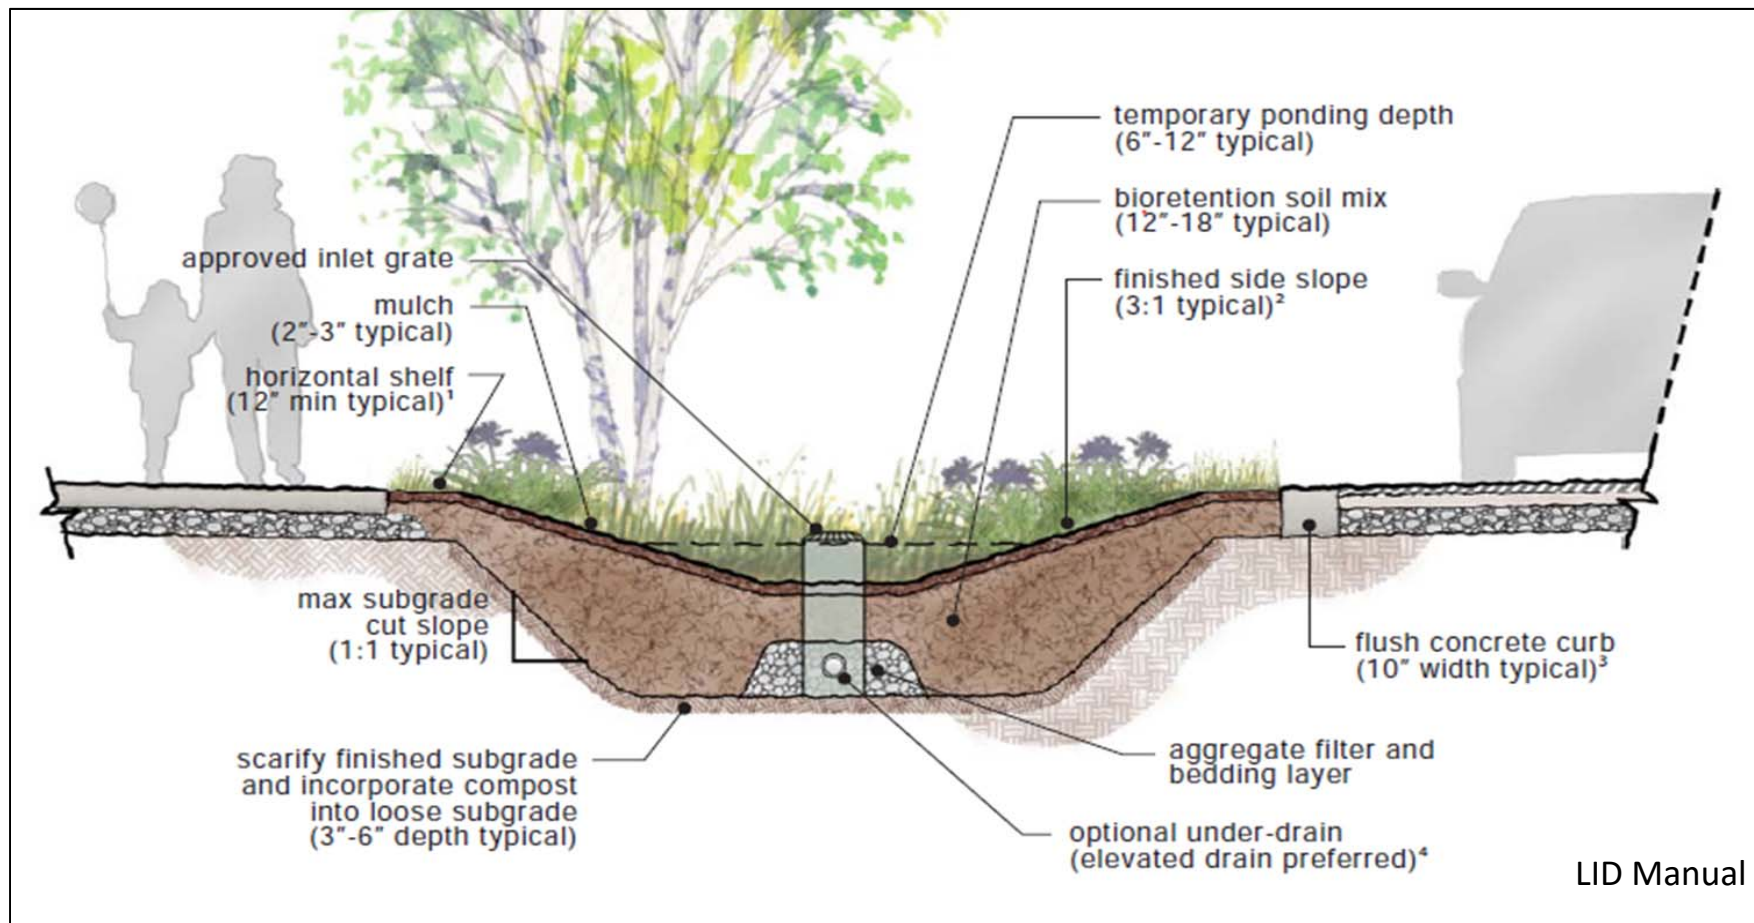 temporary ponding depth
(6"-12" typical)
bioretention soil mix
(12"-18" typical)
approved inlet grate
finished side slope
(3:1 typical)²
mulch
(2"-3" typical)
horizontal shelf
(12" min typical)¹
max subgrade
cut slope
(1:1 typical)
flush concrete curb
(10" width typical)³
scarify finished subgrade
and incorporate compost
into loose subgrade
(3"-6" depth typical)
aggregate filter and
bedding layer
optional under-drain
(elevated drain preferred)⁴
LID Manual